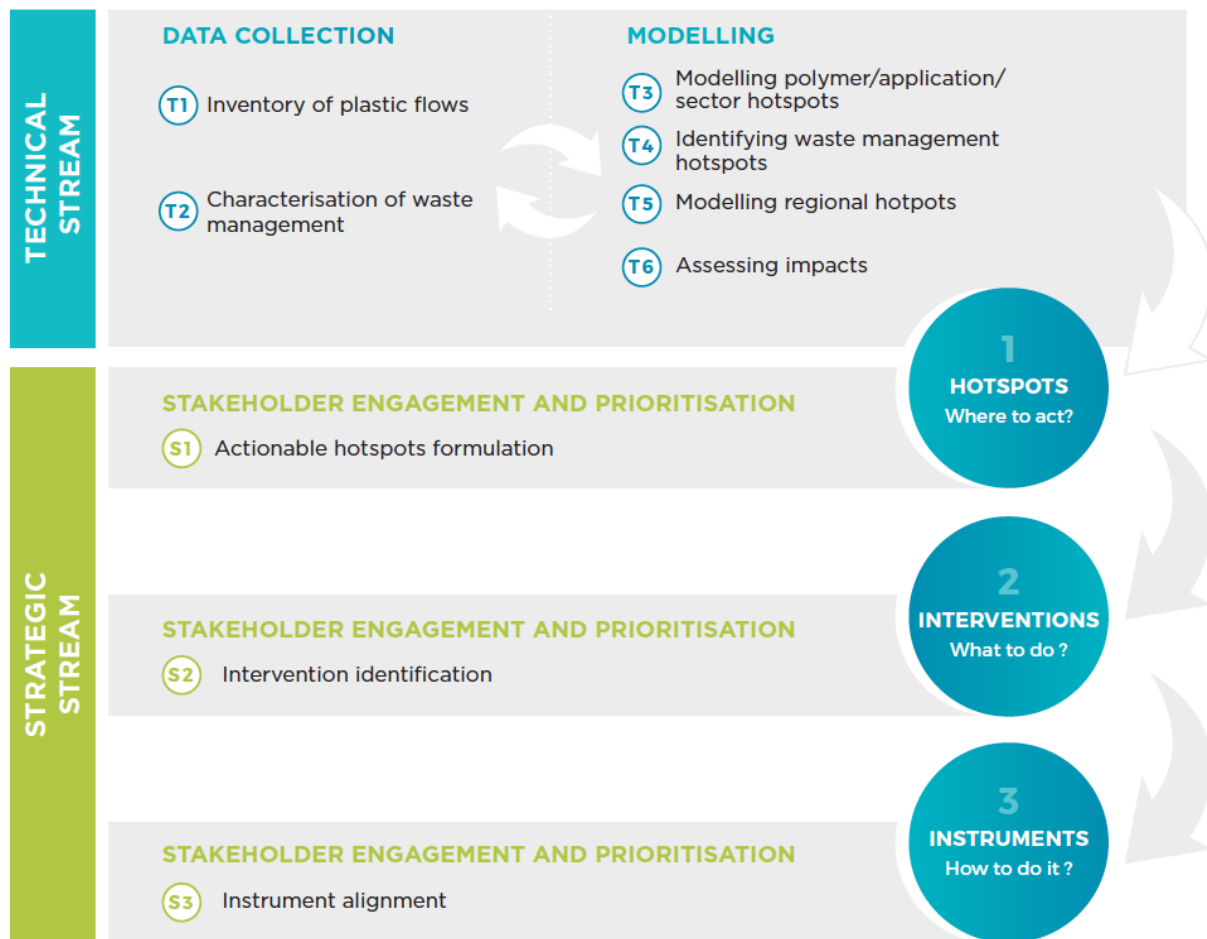 TECHNICAL
STREAM
DATA COLLECTION
T1 Inventory of plastic flows
T2 Characterisation of waste
management
MODELLING
T3 Modelling polymer/application/
sector hotspots
T4 Identifying waste management
hotspots
T5 Modelling regional hotpots
T6 Assessing impacts
1
HOTSPOTS
Where to act?
STRATEGIC
STREAM
STAKEHOLDER ENGAGEMENT AND PRIORITISATION
S1 Actionable hotspots formulation
2
INTERVENTIONS
What to do ?
STAKEHOLDER ENGAGEMENT AND PRIORITISATION
S2 Intervention identification
3
INSTRUMENTS
How to do it ?
STAKEHOLDER ENGAGEMENT AND PRIORITISATION
S3 Instrument alignment